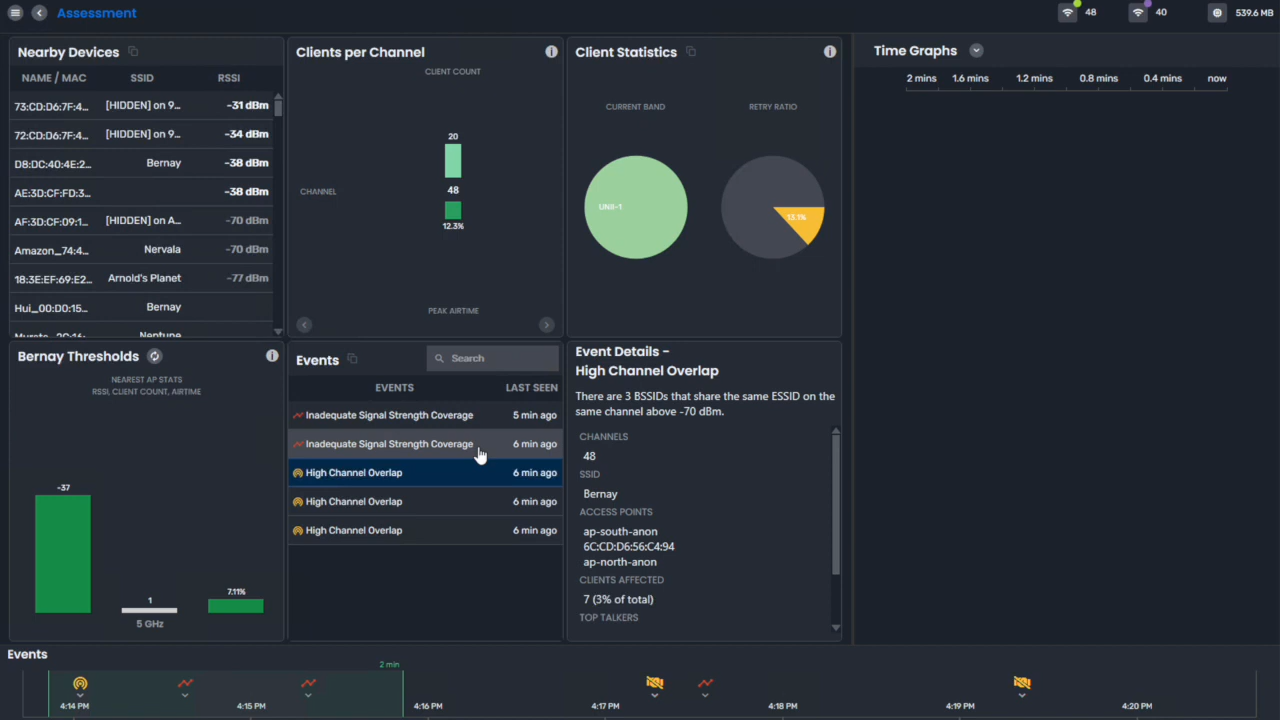 Assessment
48
40
539.6 MB
Nearby Devices
NAME / MAC SSID RSSI
73:CD:D6:7F:4... [HIDDEN] on 9... -31 dBm
72:CD:D6:7F:4... [HIDDEN] on 9... -34 dBm
D8:DC:40:4E:2... Bernay -38 dBm
AE:3D:CF:FD:3... -38 dBm
AF:3D:CF:09:1... [HIDDEN] on A... -70 dBm
Amazon_74:4... Nervala -70 dBm
18:3E:EF:69:E2... Arnold's Planet -77 dBm
Hui_00:D0:15... Bernay
Neptune
Clients per Channel
CLIENT COUNT
20
CHANNEL
48
12.3%
PEAK AIRTIME
Client Statistics
CURRENT BAND
RETRY RATIO
UNII-1
13.1%
Time Graphs
2 mins 1.6 mins 1.2 mins 0.8 mins 0.4 mins now
Bernay Thresholds
NEAREST AP STATS
RSSI, CLIENT COUNT, AIRTIME
-37
1
7.11%
5 GHz
Events
Search
EVENTS LAST SEEN
Inadequate Signal Strength Coverage 5 min ago
Inadequate Signal Strength Coverage 6 min ago
High Channel Overlap 6 min ago
High Channel Overlap 6 min ago
High Channel Overlap 6 min ago
Event Details -
High Channel Overlap
There are 3 BSSIDs that share the same ESSID on the
same channel above -70 dBm.
CHANNELS
48
SSID
Bernay
ACCESS POINTS
ap-south-anon
6C:CD:D6:56:C4:94
ap-north-anon
CLIENTS AFFECTED
7 (3% of total)
TOP TALKERS
Events
2 min
4:14 PM 4:15 PM 4:16 PM 4:17 PM 4:18 PM 4:19 PM 4:20 PM